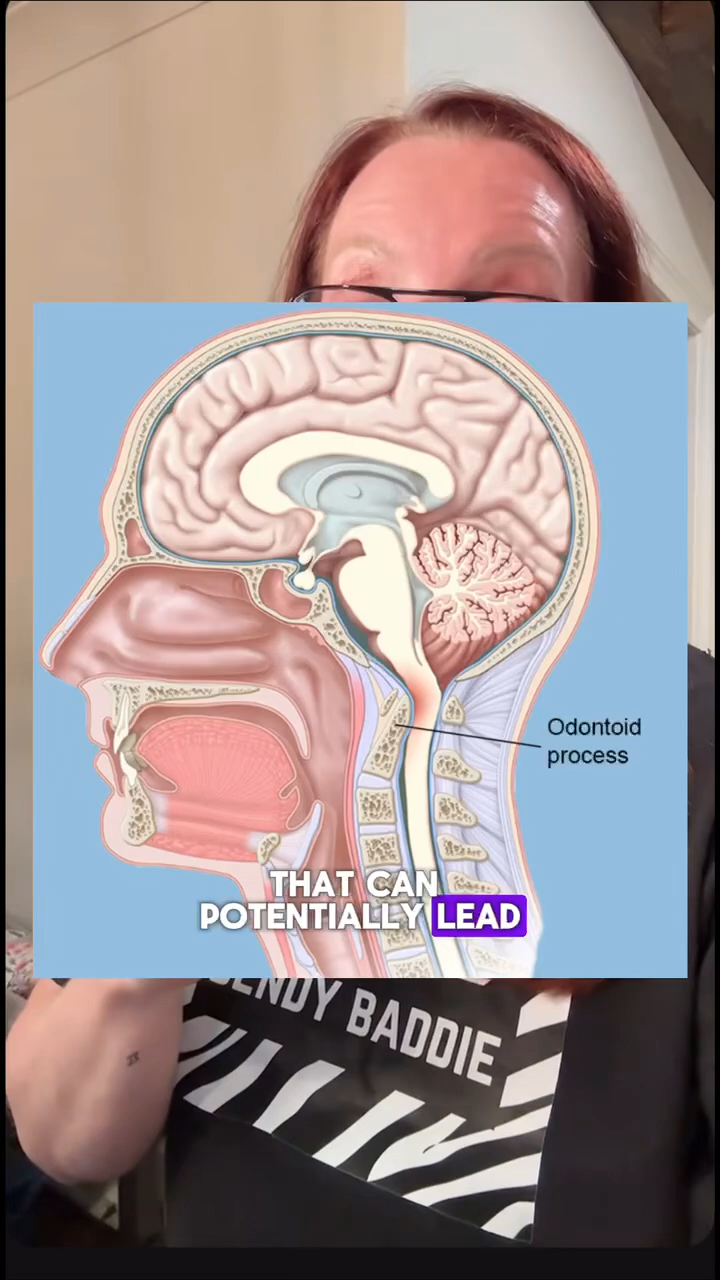 Odontoid
process
THAT CAN
POTENTIALLY LEAD
BADDIE